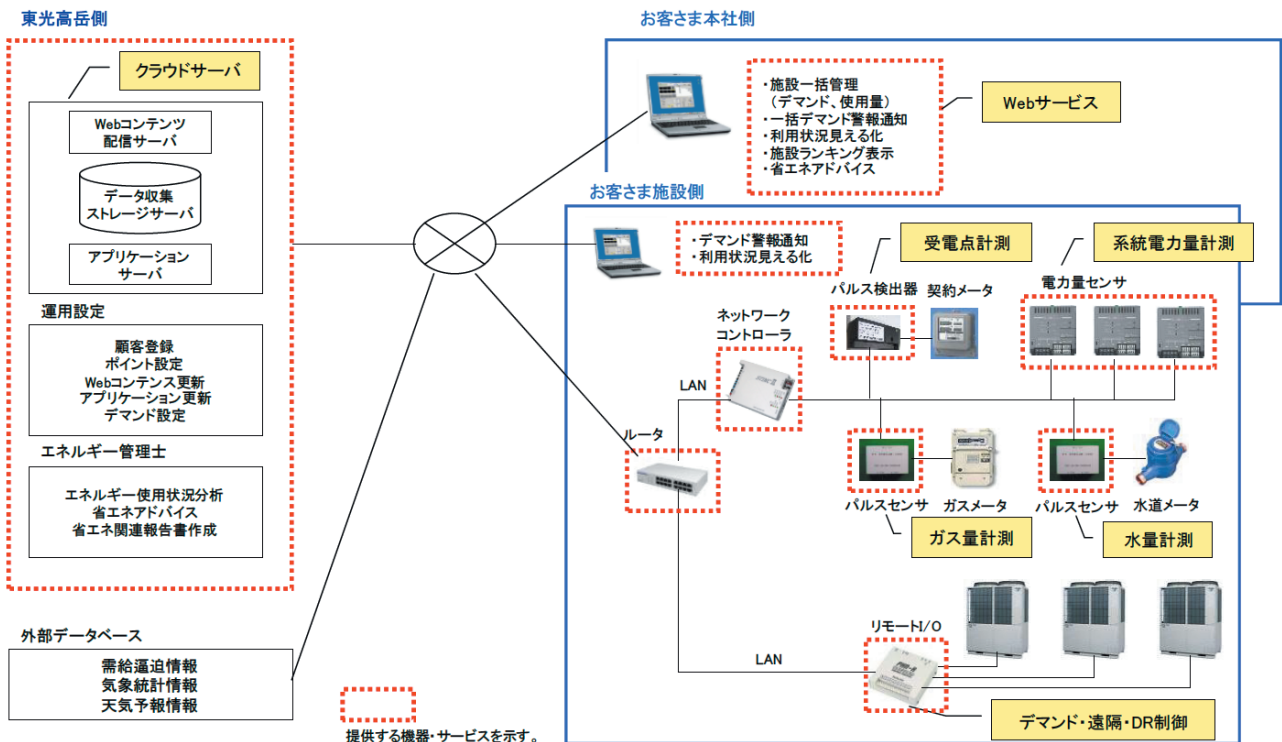 東光高岳側
クラウドサーバ
Webコンテンツ
配信サーバ
データ収集
ストレージサーバ
アプリケーション
サーバ
運用設定
顧客登録
ポイント設定
Webコンテンス更新
アプリケーション更新
デマンド設定
エネルギー管理士
エネルギー使用状況分析
省エネアドバイス
省エネ関連報告書作成
外部データベース
需給逼迫情報
気象統計情報
天気予報情報
提供する機器・サービスを示す。
お客さま本社側
・施設一括管理
（デマンド、使用量）
・一括デマンド警報通知
・利用状況見える化
・施設ランキング表示
・省エネアドバイス
Webサービス
お客さま施設側
・デマンド警報通知
・利用状況見える化
受電点計測
系統電力量計測
パルス検出器
契約メータ
電力量センサ
ネットワーク
コントローラ
LAN
ルータ
パルスセンサ
ガスメータ
パルスセンサ
水道メータ
ガス量計測
水量計測
リモートI/O
LAN
デマンド・遠隔・DR制御